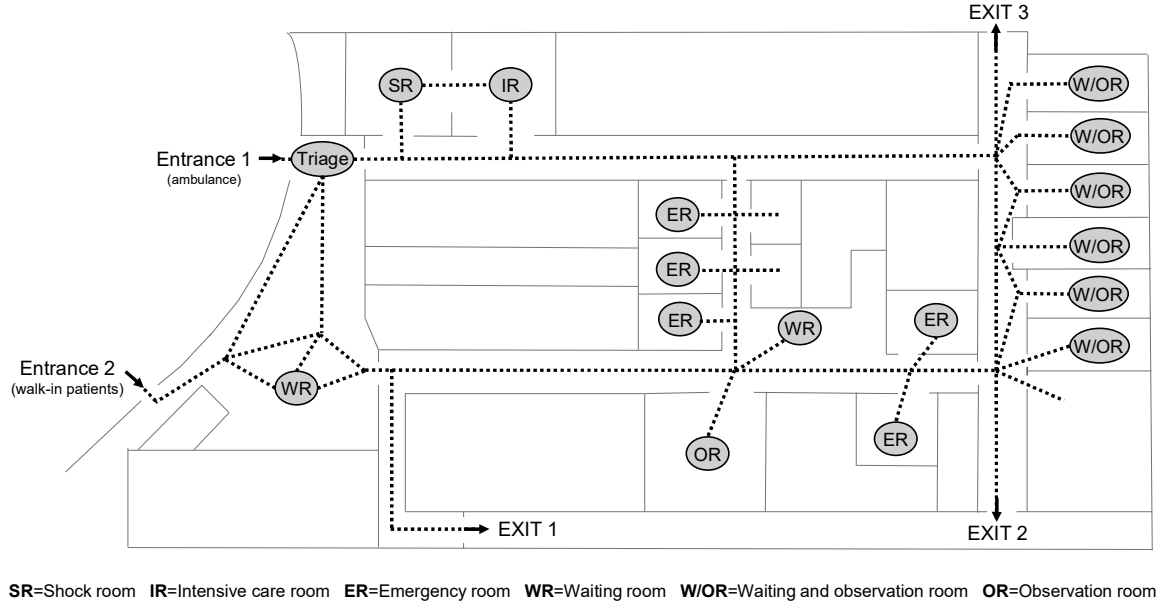 EXIT 3
SR
IR
W/OR
W/OR
Entrance 1
(ambulance)
Triage
W/OR
ER
W/OR
ER
W/OR
ER
WR
ER
W/OR
Entrance 2
(walk-in patients)
WR
ER
OR
EXIT 1
EXIT 2
SR=Shock room IR=Intensive care room ER=Emergency room WR=Waiting room W/OR=Waiting and observation room OR=Observation room